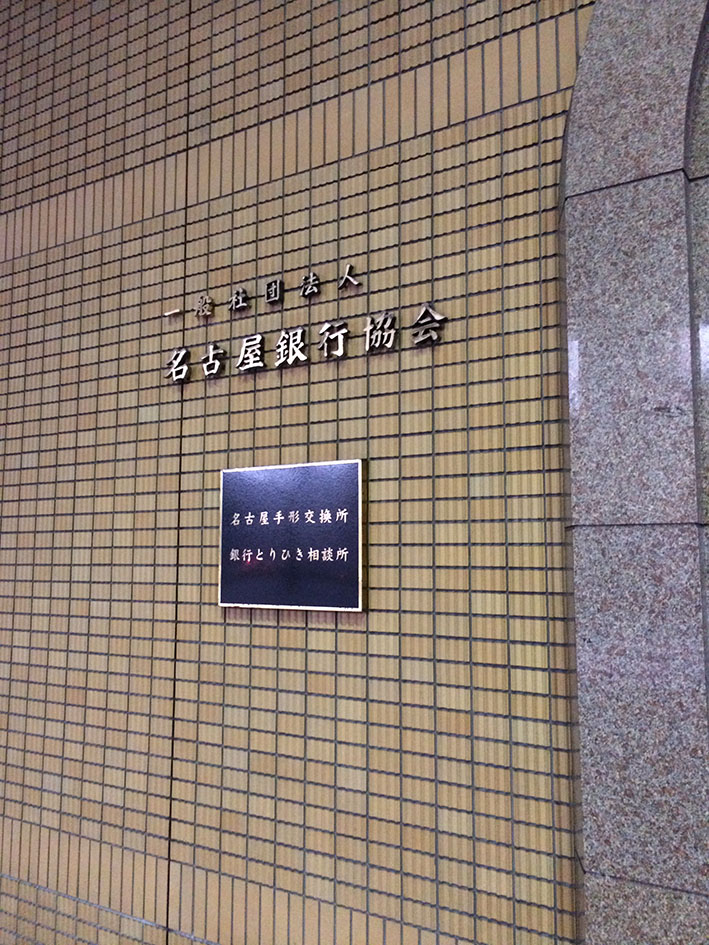 一般社団法人
名古屋銀行協会
名古屋手形交換所
銀行とりひき相談所